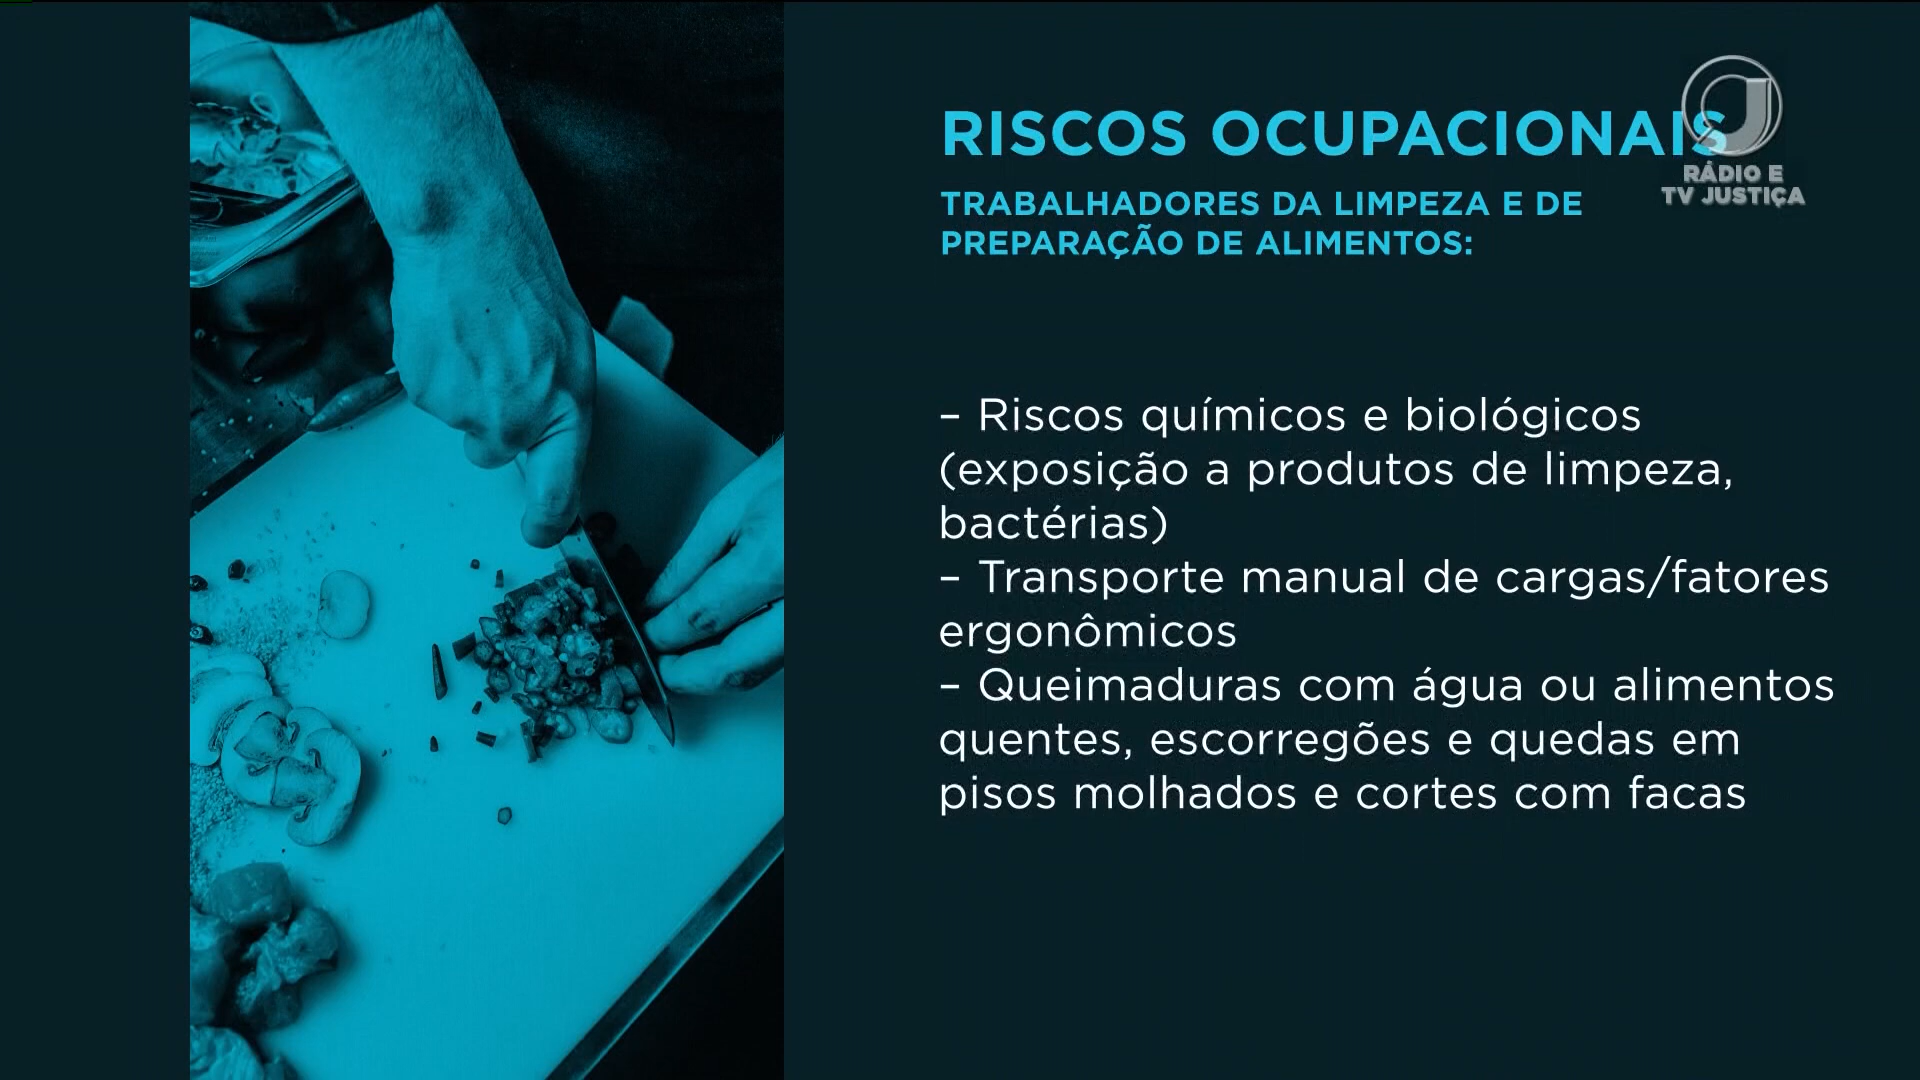 RISCOS OCUPACIONAIS
RÁDIO E
TV JUSTIÇA
TRABALHADORES DA LIMPEZA E DE
PREPARAÇÃO DE ALIMENTOS:
– Riscos químicos e biológicos
(exposição a produtos de limpeza,
bactérias)
– Transporte manual de cargas/fatores
ergonômicos
– Queimaduras com água ou alimentos
quentes, escorregões e quedas em
pisos molhados e cortes com facas